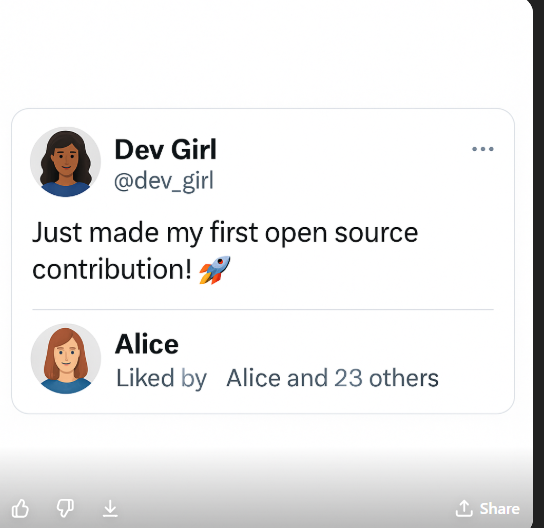 Dev Girl
@dev_girl
Just made my first open source
contribution! 🚀
Alice
Liked by Alice and 23 others
Share